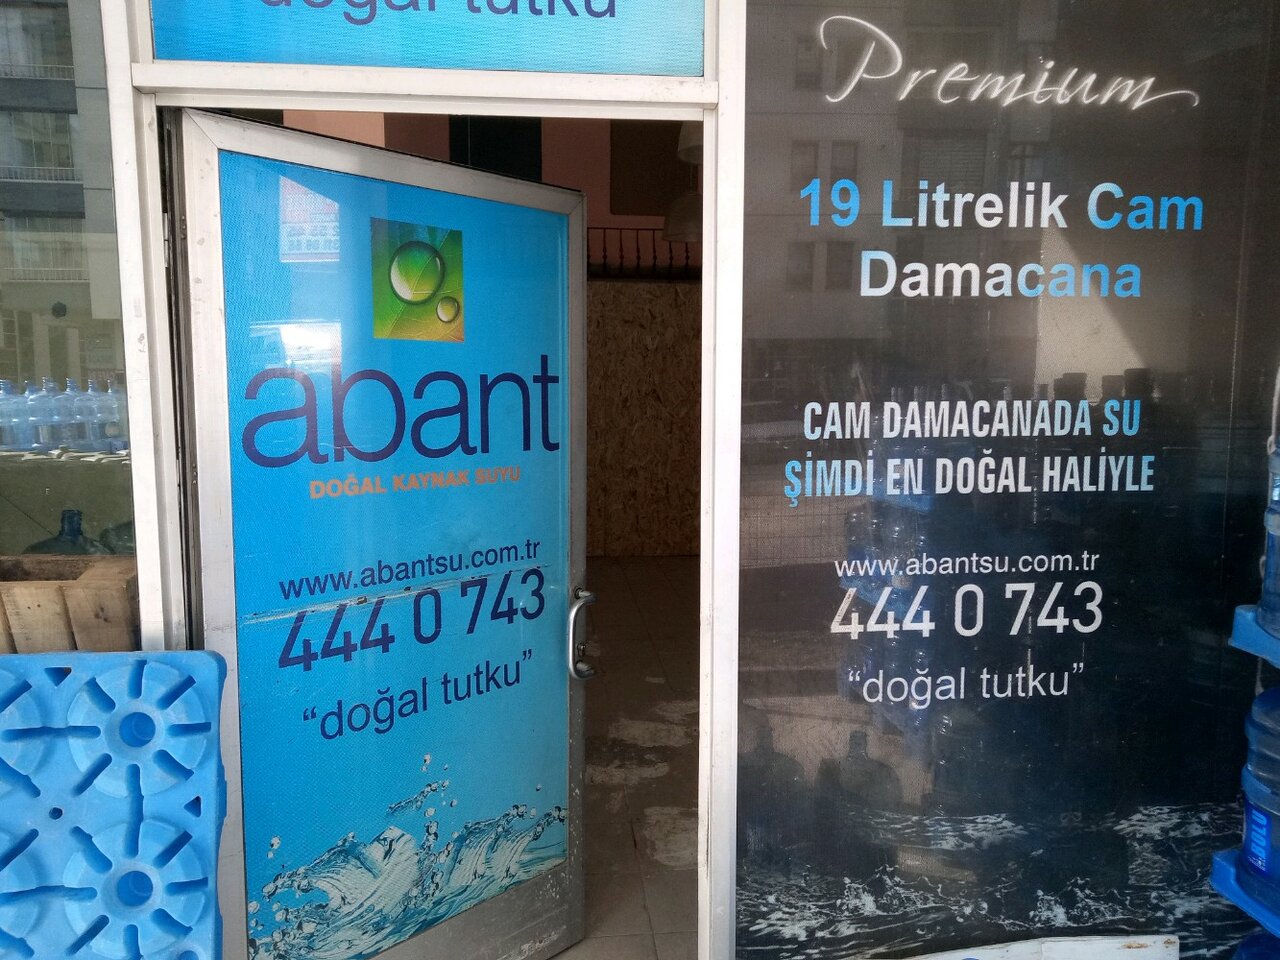 doğal tutku
abant
DOĞAL KAYNAK SUYU
www.abantsu.com.tr
444 0 743
“doğal tutku”
Premium
19 Litrelik Cam
Damacana
CAM DAMACANADA SU
ŞİMDİ EN DOĞAL HALİYLE
www.abantsu.com.tr
444 0 743
“doğal tutku”